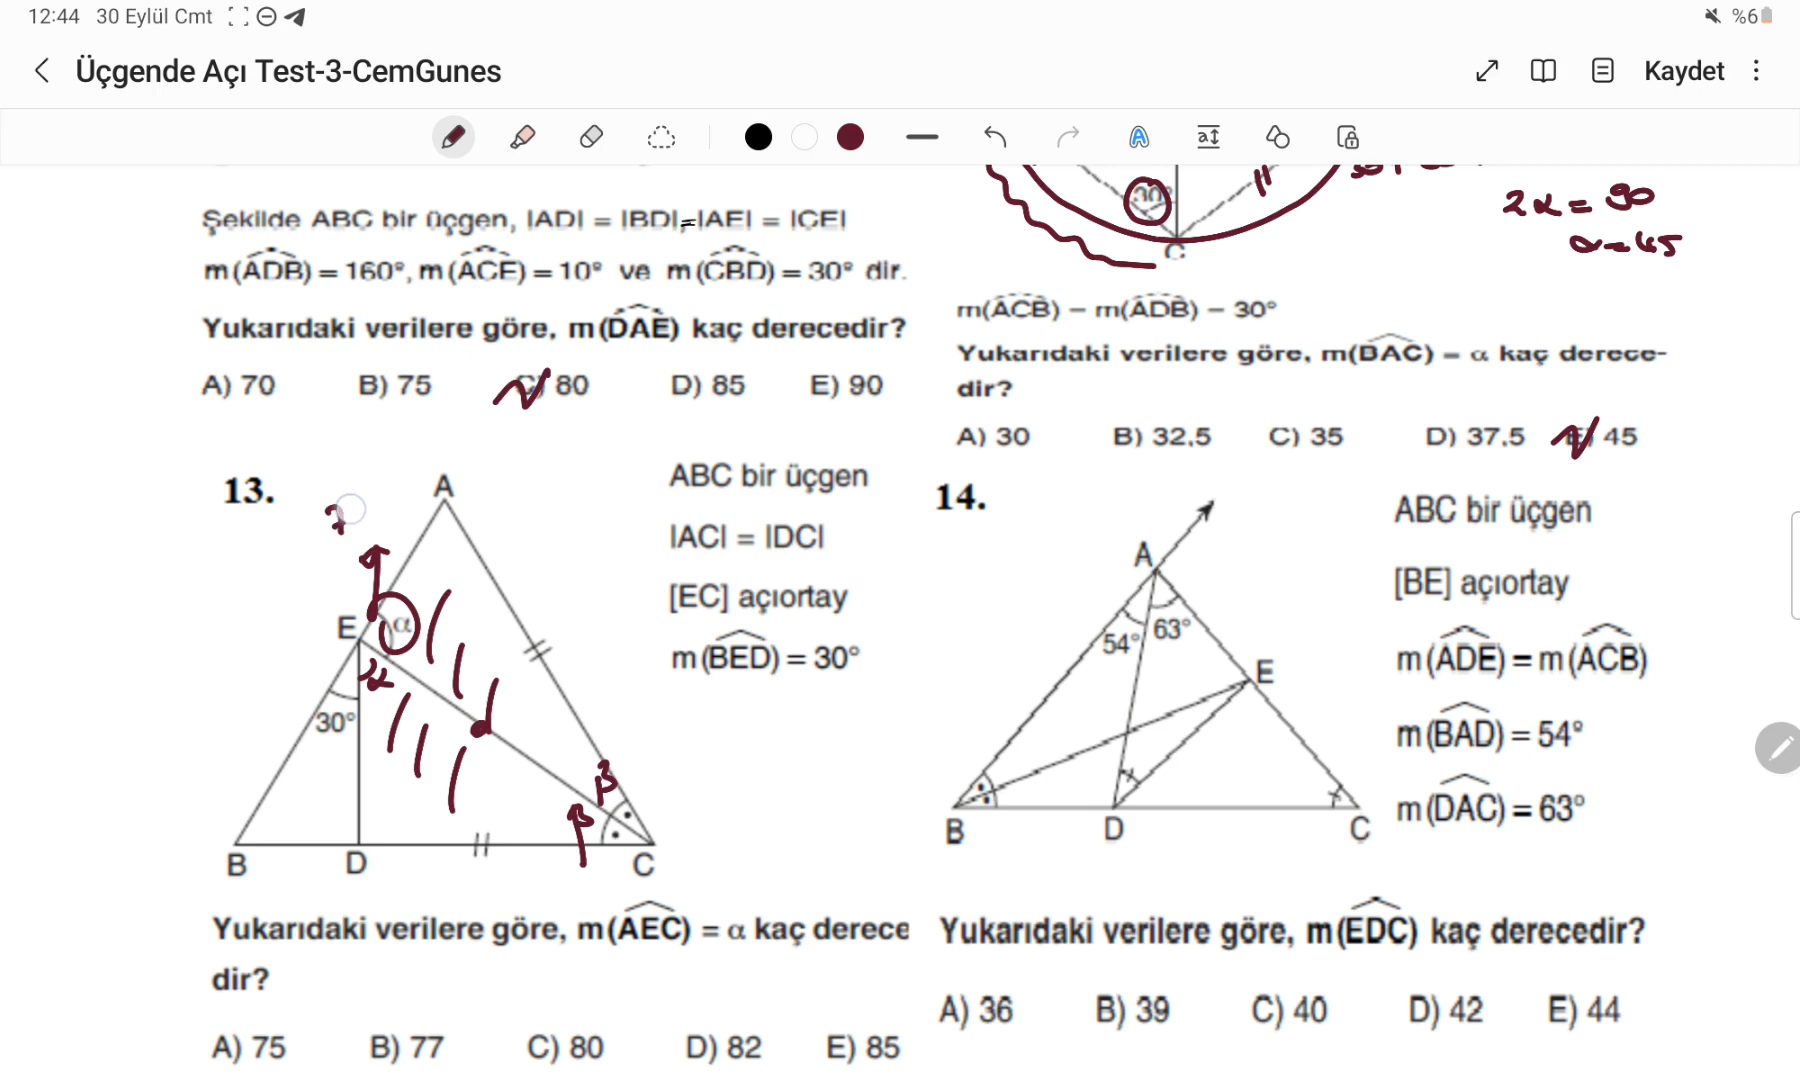 12:44 30 Eylül Cmt
%6
Üçgende Açı Test-3-CemGunes
Kaydet
Şekilde ABC bir üçgen, |AD| = |BD| = |AE| = |CE|
m(ADB) = 160°, m(ACE) = 10° ve m(CBD) = 30° dir.
Yukarıdaki verilere göre, m(DAE) kaç derecedir?
A) 70 B) 75 C) 80 D) 85 E) 90
30°
C
2α = 90
α = 45
m(ACB) – m(ADB) – 30°
Yukarıdaki verilere göre, m(BAC) = α kaç derece-
dir?
A) 30 B) 32,5 C) 35 D) 37,5 E) 45
13.
A
E
α
α
30°
β
β
B
D
C
ABC bir üçgen
|AC| = |DC|
[EC] açıortay
m(BED) = 30°
Yukarıdaki verilere göre, m(AEC) = α kaç derece
dir?
A) 75 B) 77 C) 80 D) 82 E) 85
14.
A
54°
63°
E
B
D
C
ABC bir üçgen
[BE] açıortay
m(ADE) = m(ACB)
m(BAD) = 54°
m(DAC) = 63°
Yukarıdaki verilere göre, m(EDC) kaç derecedir?
A) 36 B) 39 C) 40 D) 42 E) 44